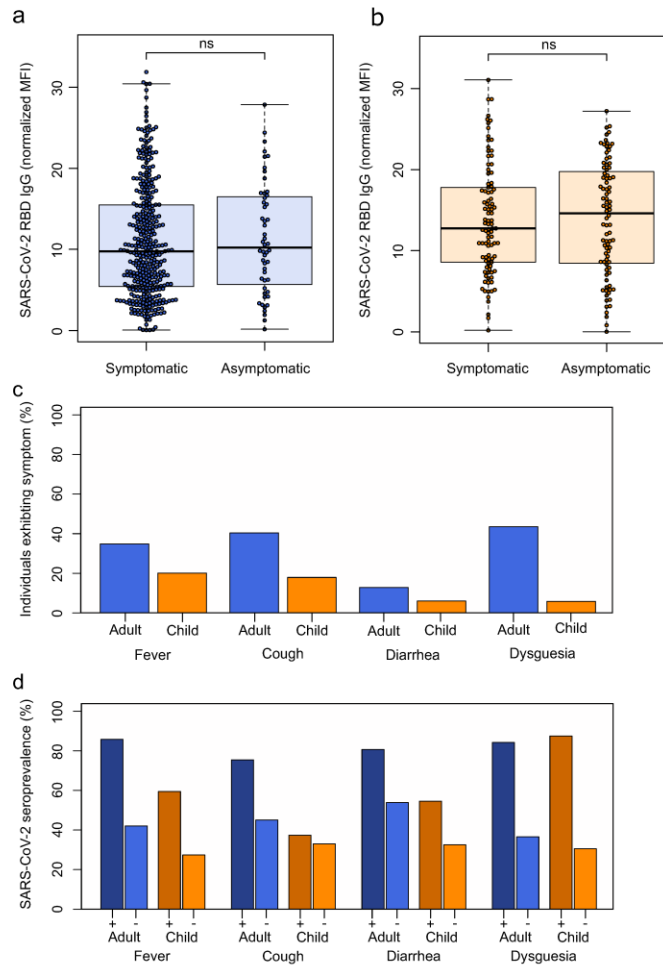 a
ns
SARS-CoV-2 RBD IgG (normalized MFI)
30
20
10
0
Symptomatic Asymptomatic
b
ns
SARS-CoV-2 RBD IgG (normalized MFI)
30
20
10
0
Symptomatic Asymptomatic
c
Individuals exhibting symptom (%)
100
80
60
40
20
0
Adult Child Adult Child Adult Child Adult Child
Fever Cough Diarrhea Dysguesia
d
SARS-CoV-2 seroprevalence (%)
100
80
60
40
20
0
+ - + - + - + - + - + - + - + -
Adult Child Adult Child Adult Child Adult Child
Fever Cough Diarrhea Dysguesia